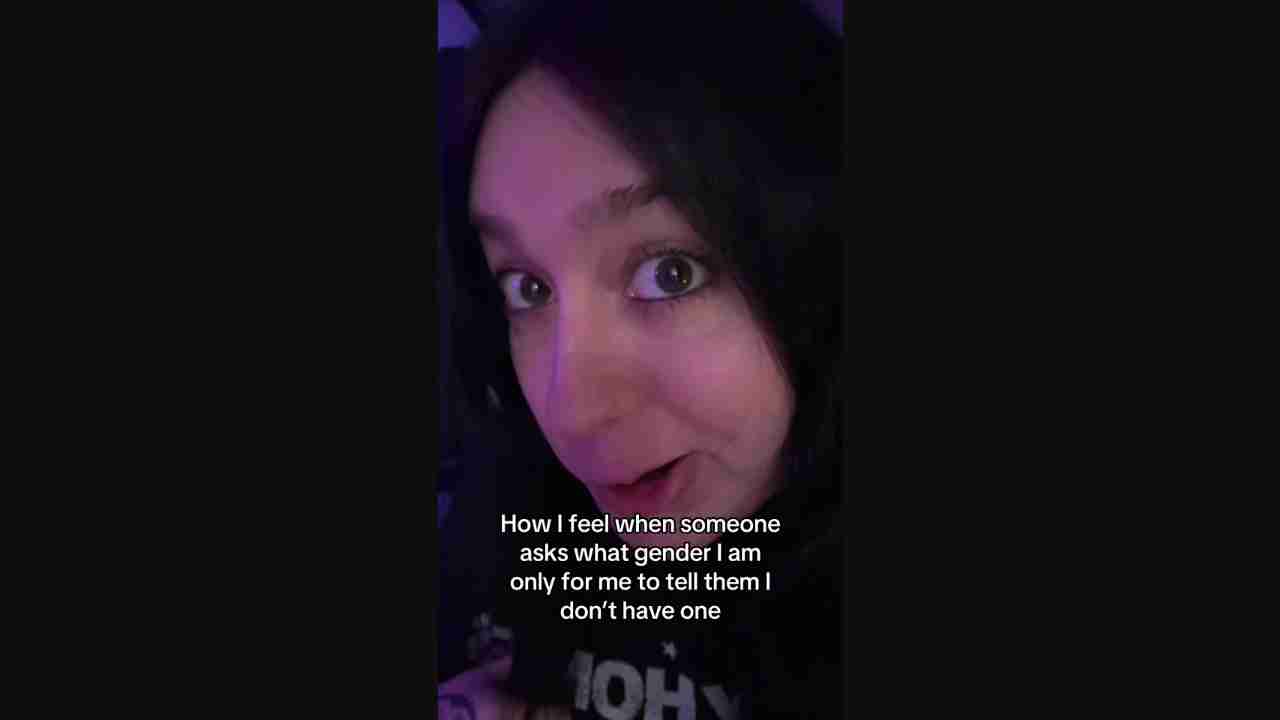 How I feel when someone
asks what gender I am
only for me to tell them I
don’t have one